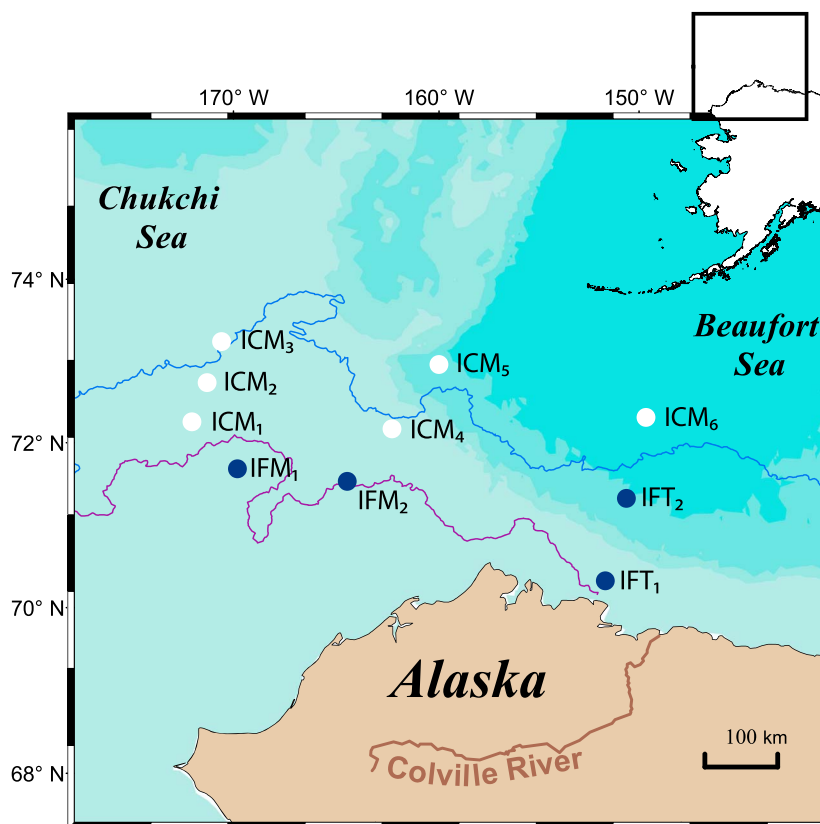 170° W
160° W
150° W
Chukchi
Sea
74° N
Beaufort
Sea
ICM₃
ICM₅
ICM₂
ICM₁
ICM₄
ICM₆
72° N
IFM₁
IFM₂
IFT₂
IFT₁
70° N
Alaska
100 km
Colville River
68° N